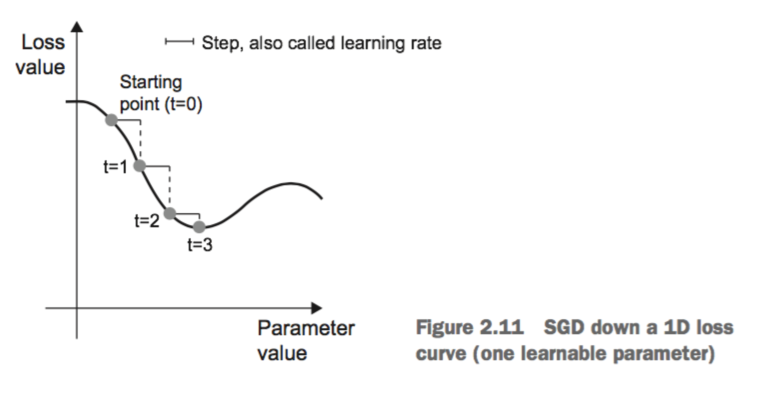 Loss
value
Step, also called learning rate
Starting
point (t=0)
t=1
t=2
t=3
Parameter
value
Figure 2.11 SGD down a 1D loss
curve (one learnable parameter)